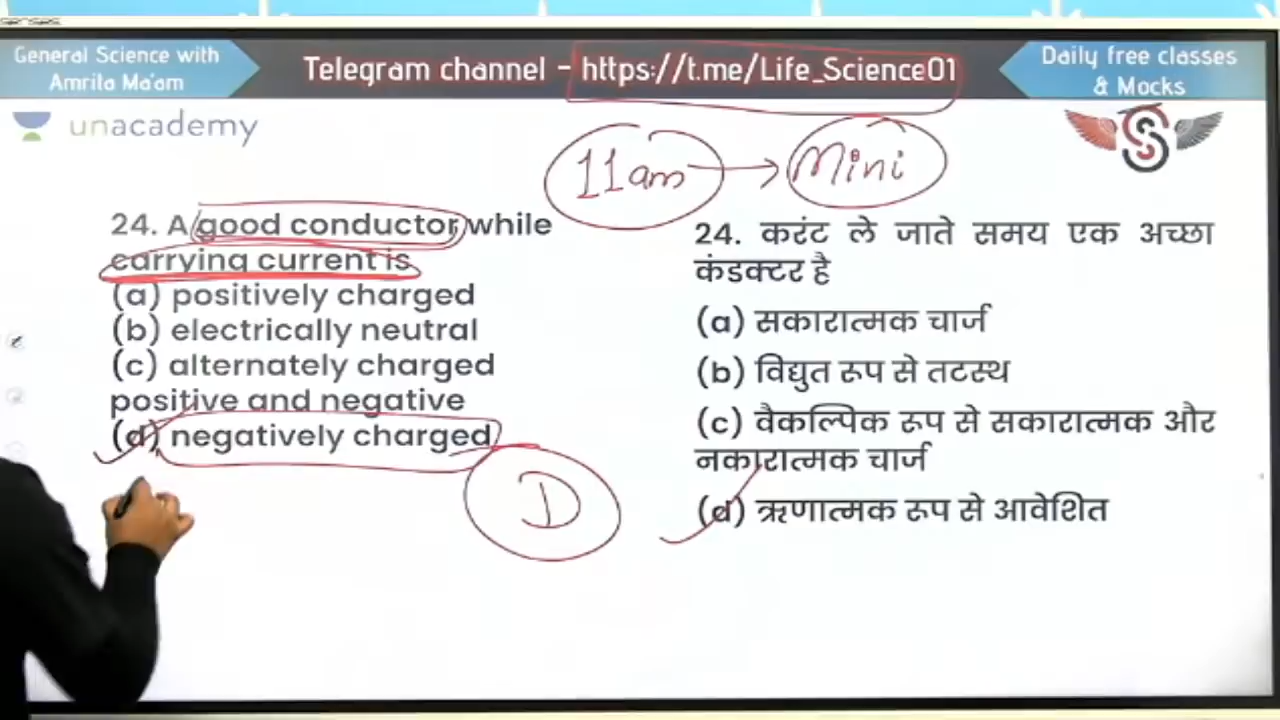 General Science with
Amrita Ma'am
Telegram channel - https://t.me/Life_Science01
Daily free classes
& Mocks
unacademy
11am → Mini
24. A good conductor while
carrying current is
(a) positively charged
(b) electrically neutral
(c) alternately charged
positive and negative
(d) negatively charged
D
24. करंट ले जाते समय एक अच्छा
कंडक्टर है
(a) सकारात्मक चार्ज
(b) विद्युत रूप से तटस्थ
(c) वैकल्पिक रूप से सकारात्मक और
नकारात्मक चार्ज
(d) ऋणात्मक रूप से आवेशित